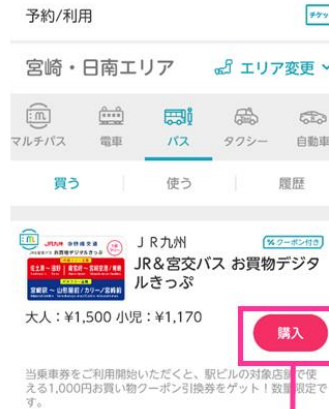 予約/利用
チケッ
宮崎・日南エリア
エリア変更
マルチパス 電車 バス タクシー 自動車
買う 使う 履歴
JR九州 クーポン付き
JR&宮交バス お買物デジタ
ルきっぷ
大人：¥1,500 小児：¥1,170
購入
当乗車券をご利用開始いただくと、駅ビルの対象店舗で使
える1,000円お買い物クーポン引換券をゲット！数量限定で
す。